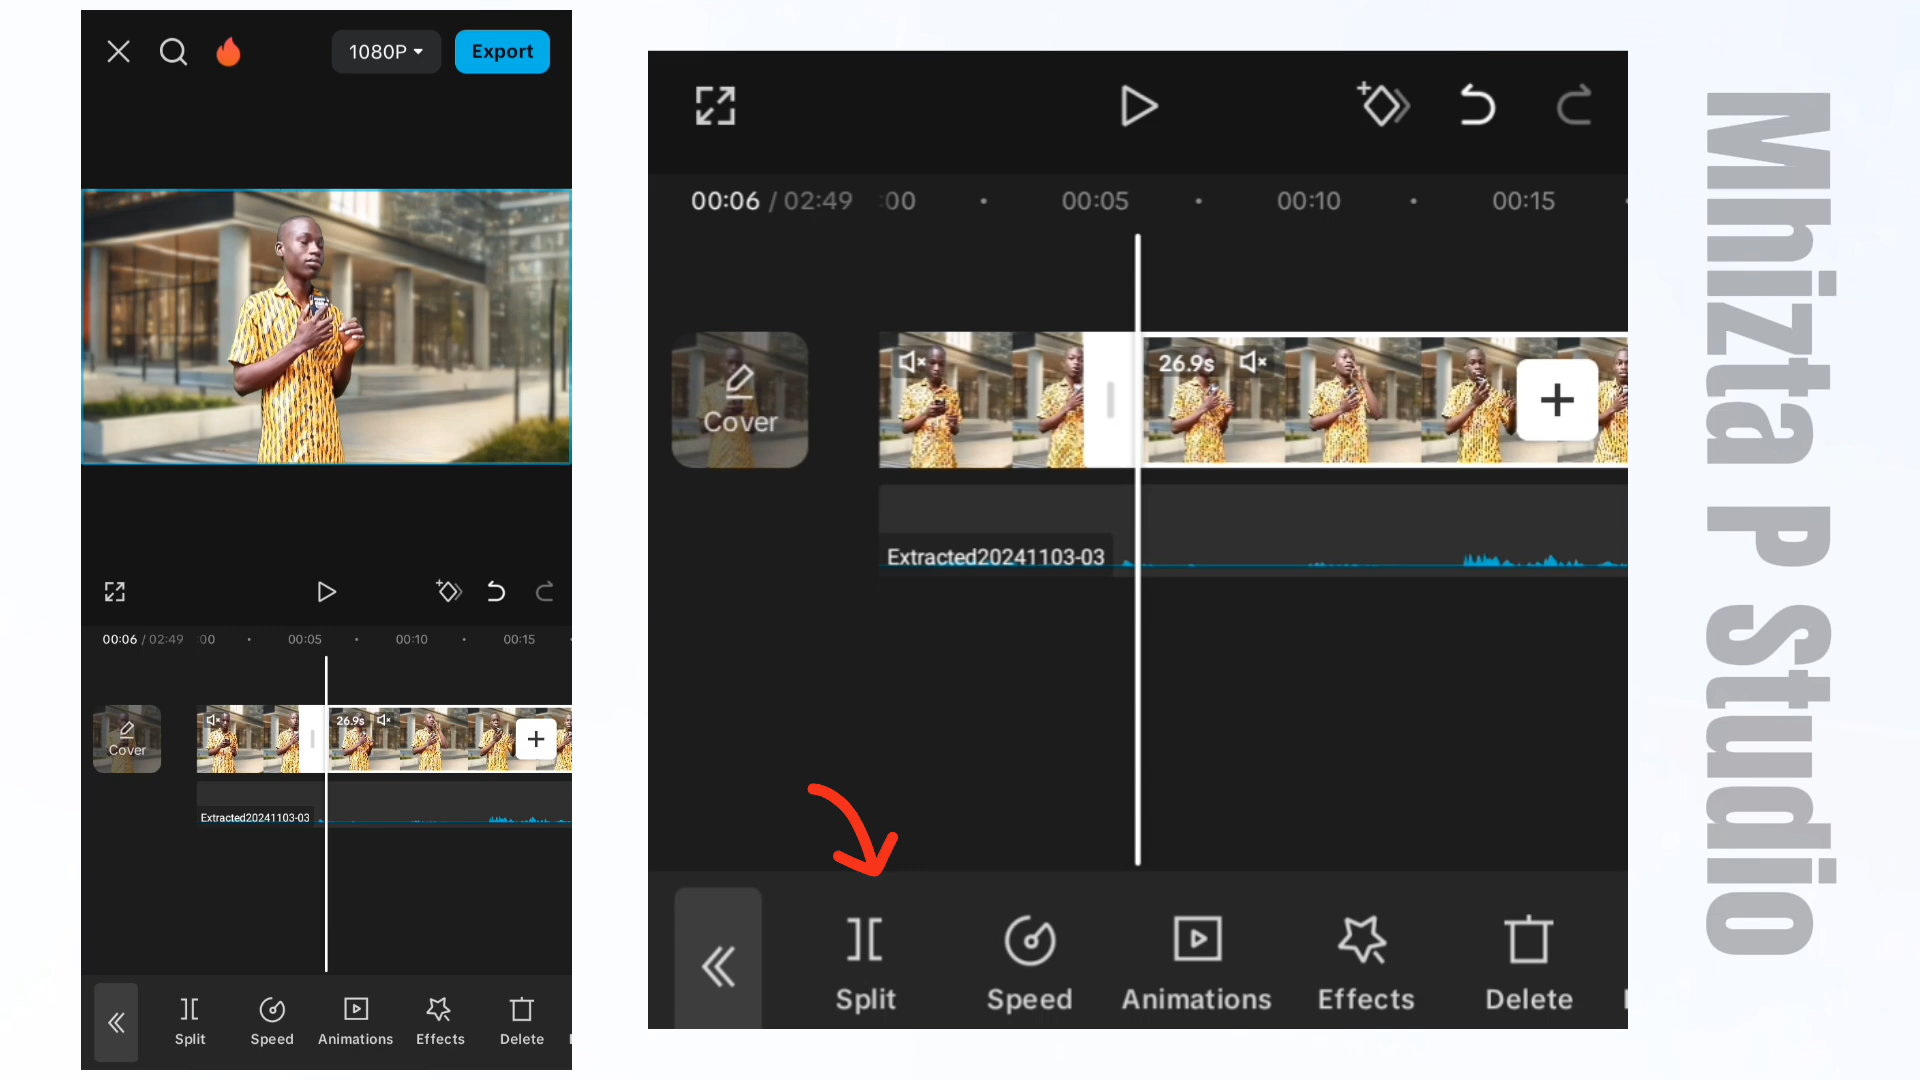 1080P
Export
00:06 / 02:49 00 00:05 00:10 00:15
26.9s
Cover
Extracted20241103-03
Split Speed Animations Effects Delete
00:06 / 02:49 :00 00:05 00:10 00:15
26.9s
Cover
Extracted20241103-03
Split Speed Animations Effects Delete
Mhizta P Studio